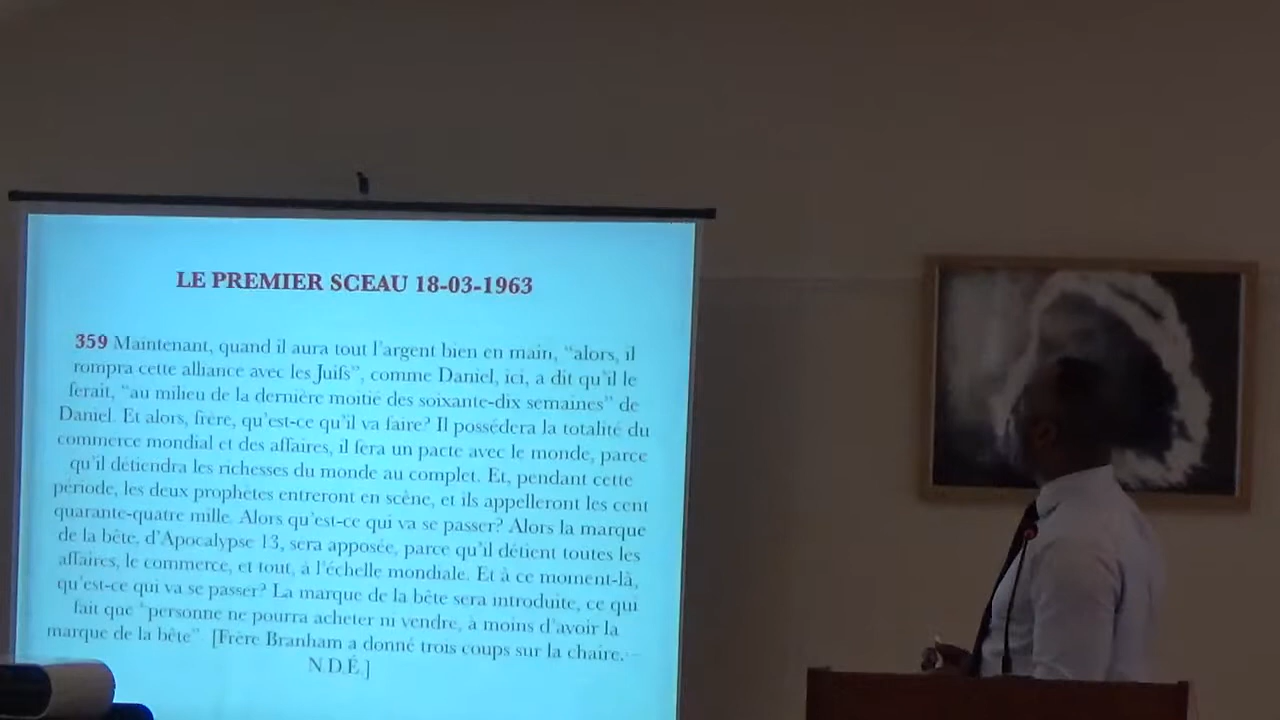 LE PREMIER SCEAU 18-03-1963
359 Maintenant, quand il aura tout l'argent bien en main, “alors, il
rompra cette alliance avec les Juifs”, comme Daniel, ici, a dit qu'il le
ferait, “au milieu de la dernière moitié des soixante-dix semaines” de
Daniel. Et alors, frère, qu'est-ce qu'il va faire? Il possédera la totalité du
commerce mondial et des affaires, il fera un pacte avec le monde, parce
qu'il détiendra les richesses du monde au complet. Et, pendant cette
période, les deux prophètes entreront en scène, et ils appelleront les cent
quarante-quatre mille. Alors qu'est-ce qui va se passer? Alors la marque
de la bête, d'Apocalypse 13, sera apposée, parce qu'il détient toutes les
affaires, le commerce, et tout, à l'échelle mondiale. Et à ce moment-là,
qu'est-ce qui va se passer? La marque de la bête sera introduite, ce qui
fait que “personne ne pourra acheter ni vendre, à moins d'avoir la
marque de la bête” [Frère Branham a donné trois coups sur la chaire.—
N.D.É.]